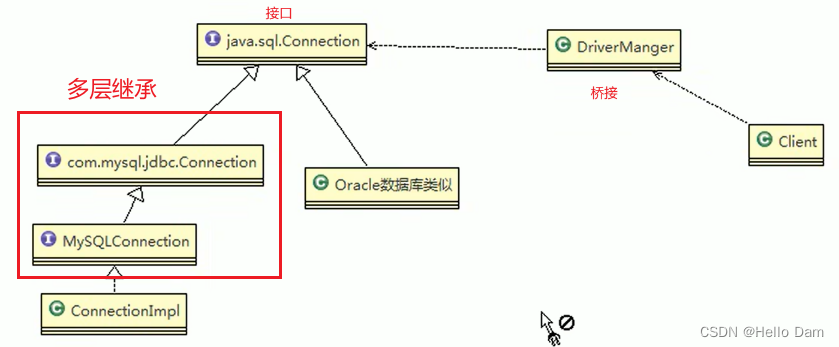 接口
I java.sql.Connection
C DriverManger
多层继承
桥接
C Client
I com.mysql.jdbc.Connection
C Oracle数据库类似
I MySQLConnection
C ConnectionImpl
CSDN @Hello Dam